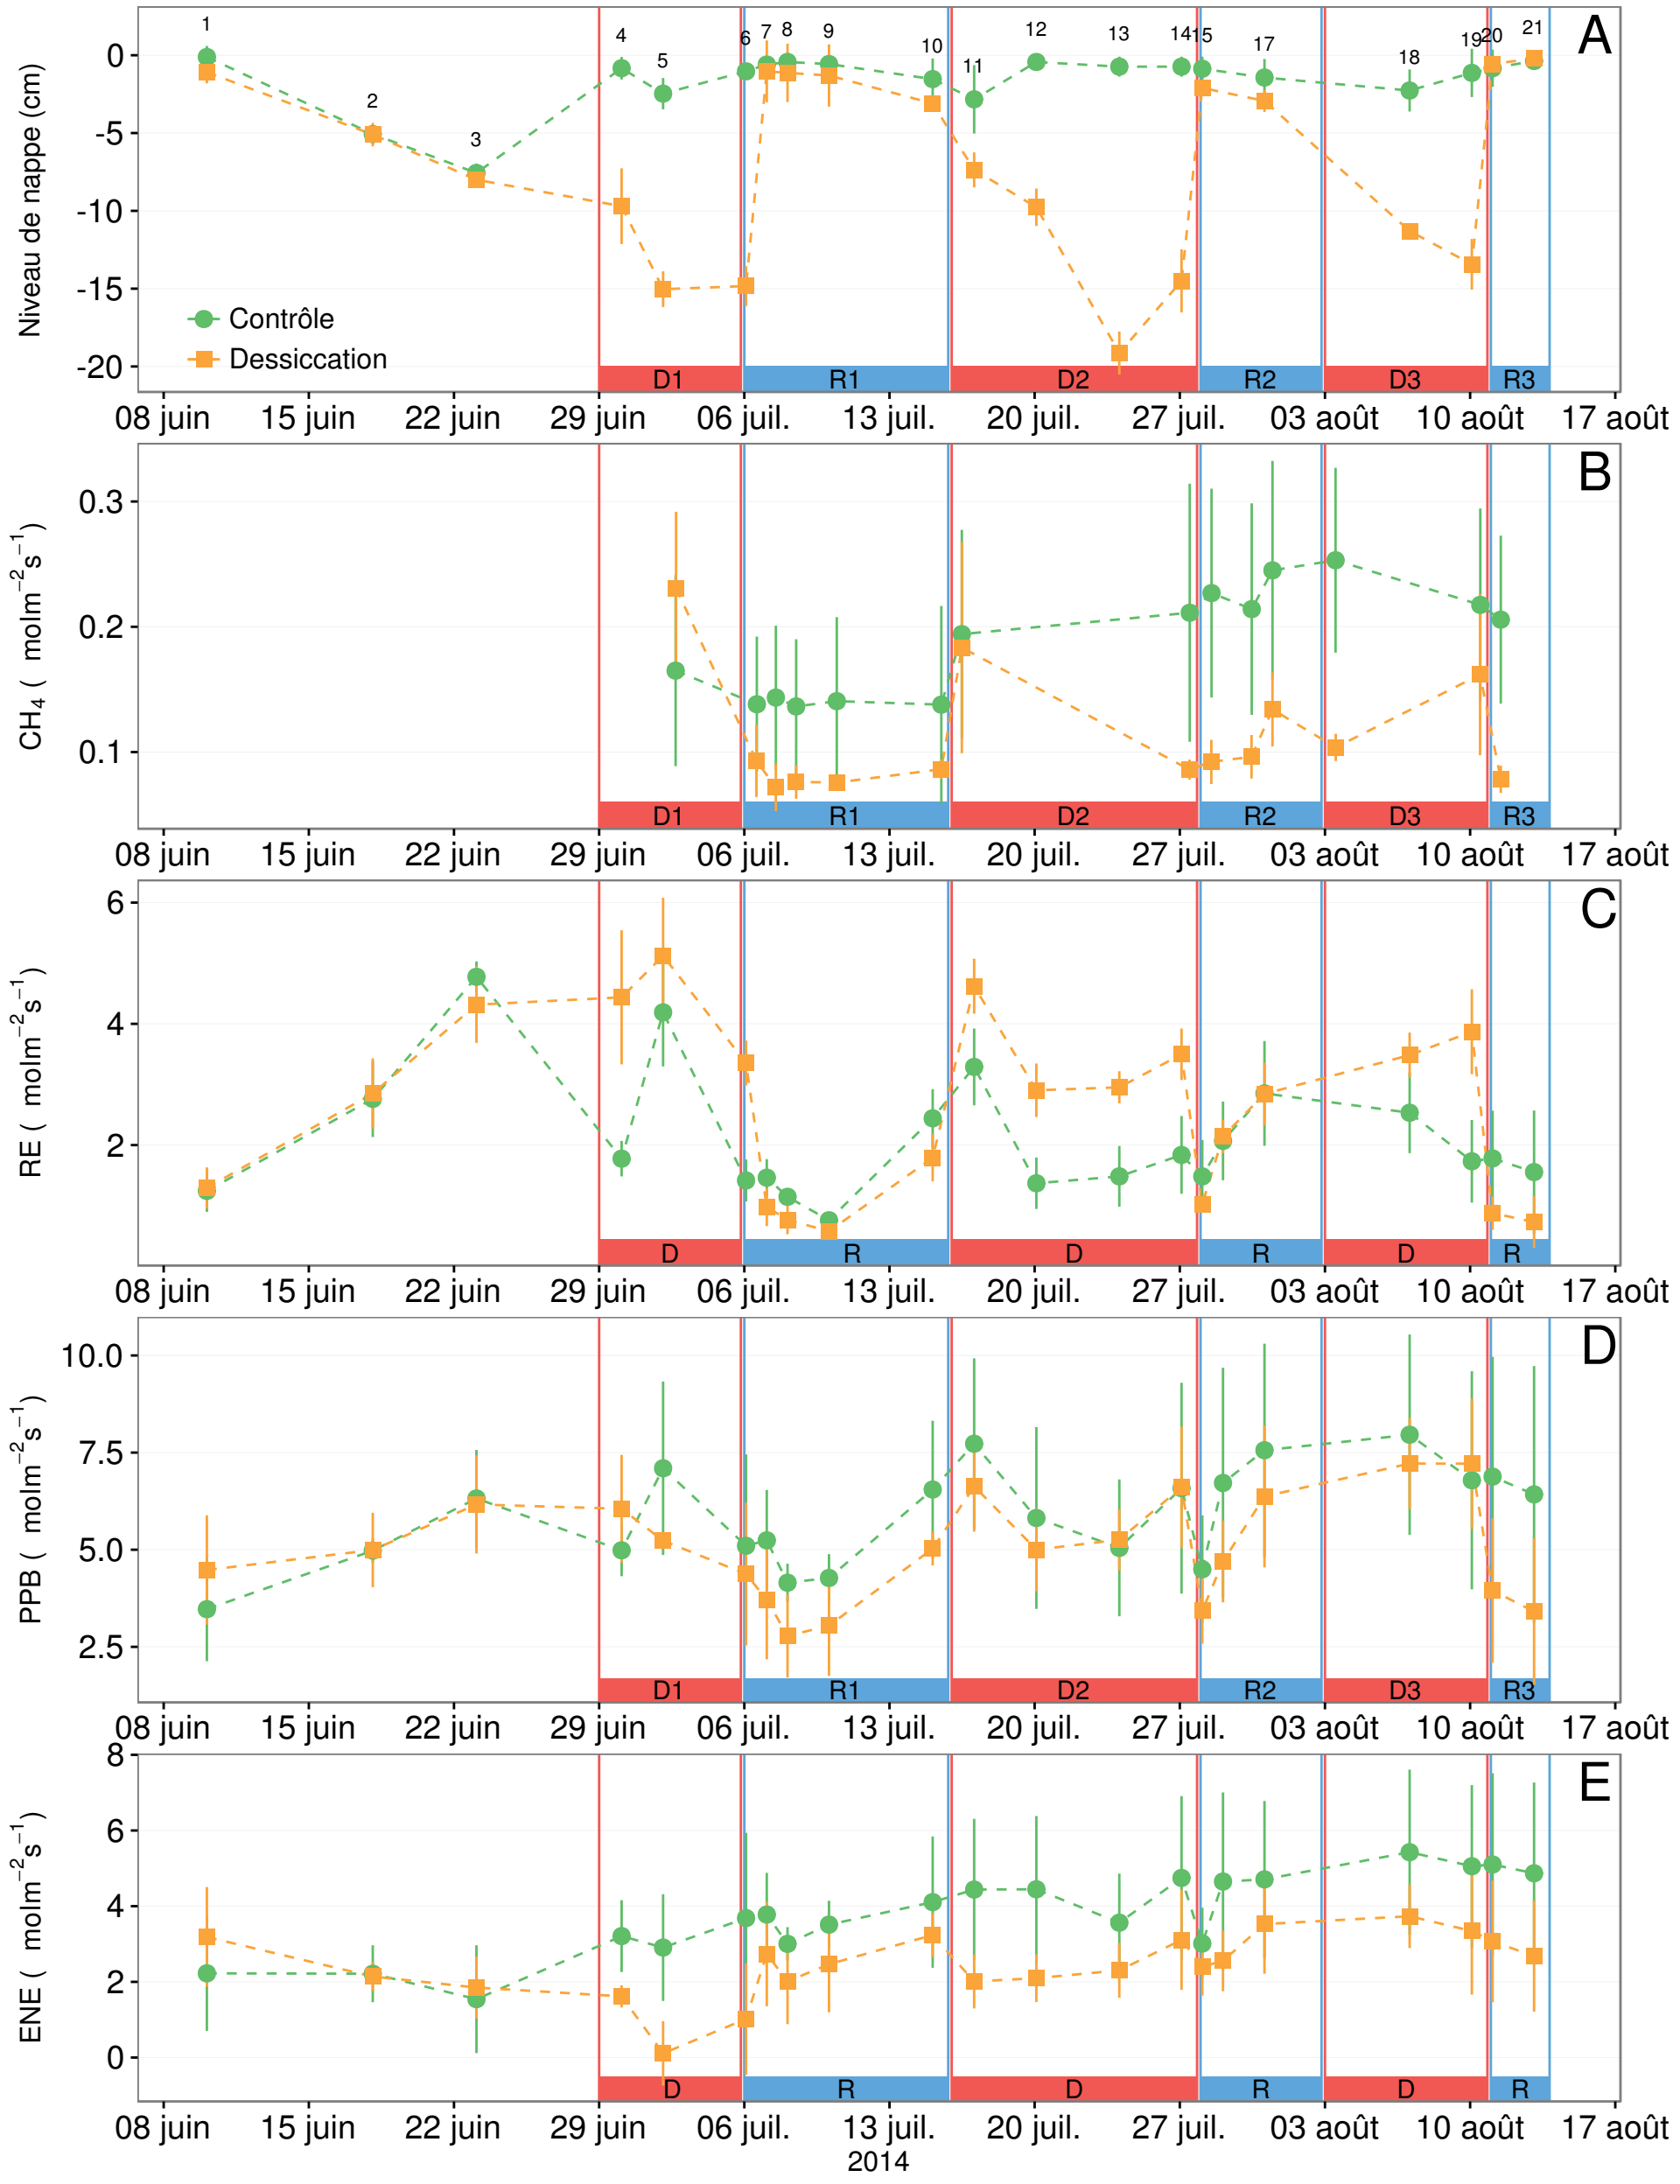 A
1
2
3
4
5
6
7
8
9
10
11
12
13
14
15
17
18
19
20
21
Niveau de nappe (cm)
0
-5
-10
-15
-20
Contrôle
Dessiccation
D1 R1 D2 R2 D3 R3
08 juin 15 juin 22 juin 29 juin 06 juil. 13 juil. 20 juil. 27 juil. 03 août 10 août 17 août
B
CH₄ ( molm⁻²s⁻¹)
0.3
0.2
0.1
D1 R1 D2 R2 D3 R3
08 juin 15 juin 22 juin 29 juin 06 juil. 13 juil. 20 juil. 27 juil. 03 août 10 août 17 août
C
RE ( molm⁻²s⁻¹)
6
4
2
D R D R D R
08 juin 15 juin 22 juin 29 juin 06 juil. 13 juil. 20 juil. 27 juil. 03 août 10 août 17 août
D
PPB ( molm⁻²s⁻¹)
10.0
7.5
5.0
2.5
D1 R1 D2 R2 D3 R3
08 juin 15 juin 22 juin 29 juin 06 juil. 13 juil. 20 juil. 27 juil. 03 août 10 août 17 août
E
ENE ( molm⁻²s⁻¹)
8
6
4
2
0
D R D R D R
08 juin 15 juin 22 juin 29 juin 06 juil. 13 juil. 20 juil. 27 juil. 03 août 10 août 17 août
2014